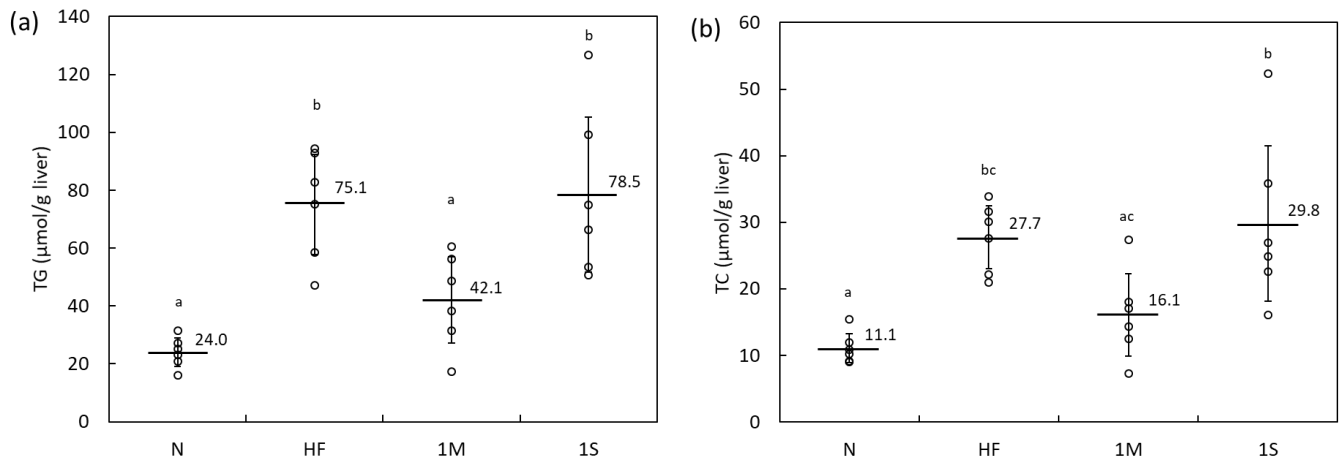 (a)
140
120
100
80
60
40
20
0
TG (μmol/g liver)
a
b
a
b
24.0
75.1
42.1
78.5
N HF 1M 1S
(b)
60
50
40
30
20
10
0
TC (μmol/g liver)
a
bc
ac
b
11.1
27.7
16.1
29.8
N HF 1M 1S